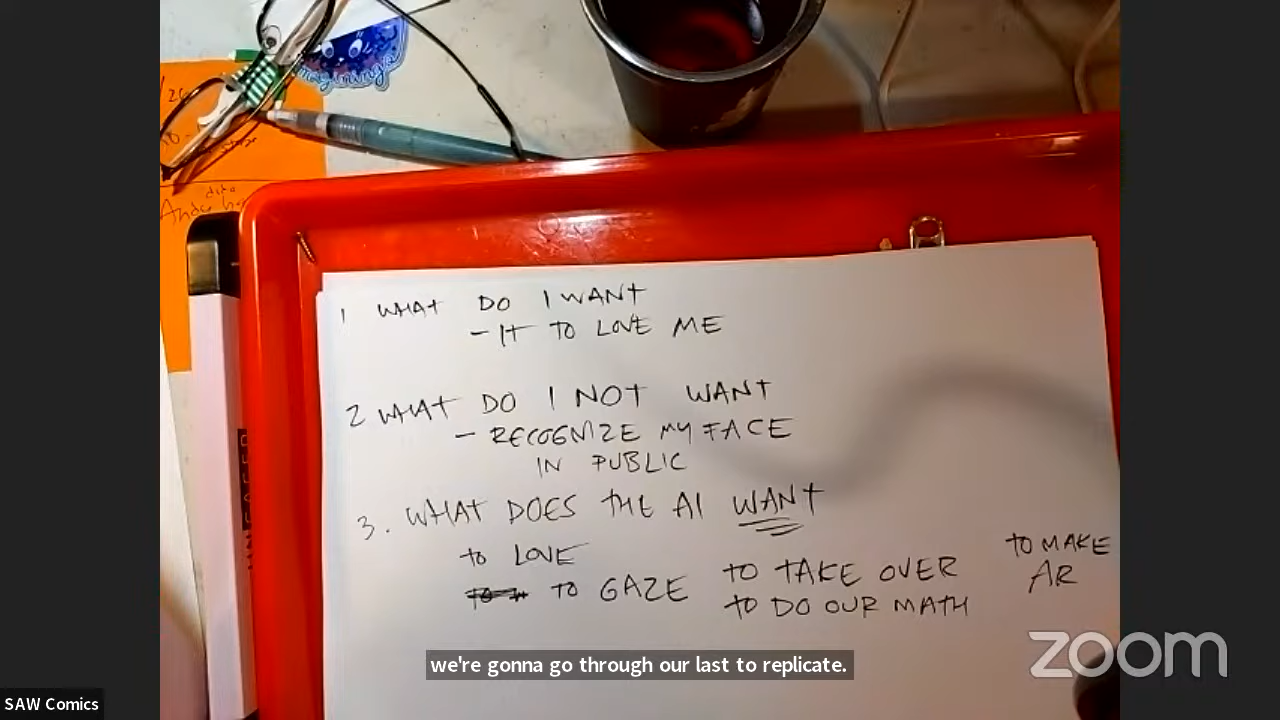 1 WHAT DO I WANT
- IT TO LOVE ME
2 WHAT DO I NOT WANT
- RECOGNIZE MY FACE
IN PUBLIC
3. WHAT DOES THE AI WANT
TO LOVE
TO GAZE
TO TAKE OVER
TO DO OUR MATH
TO MAKE
AR
we're gonna go through our last to replicate.
zoom
SAW Comics